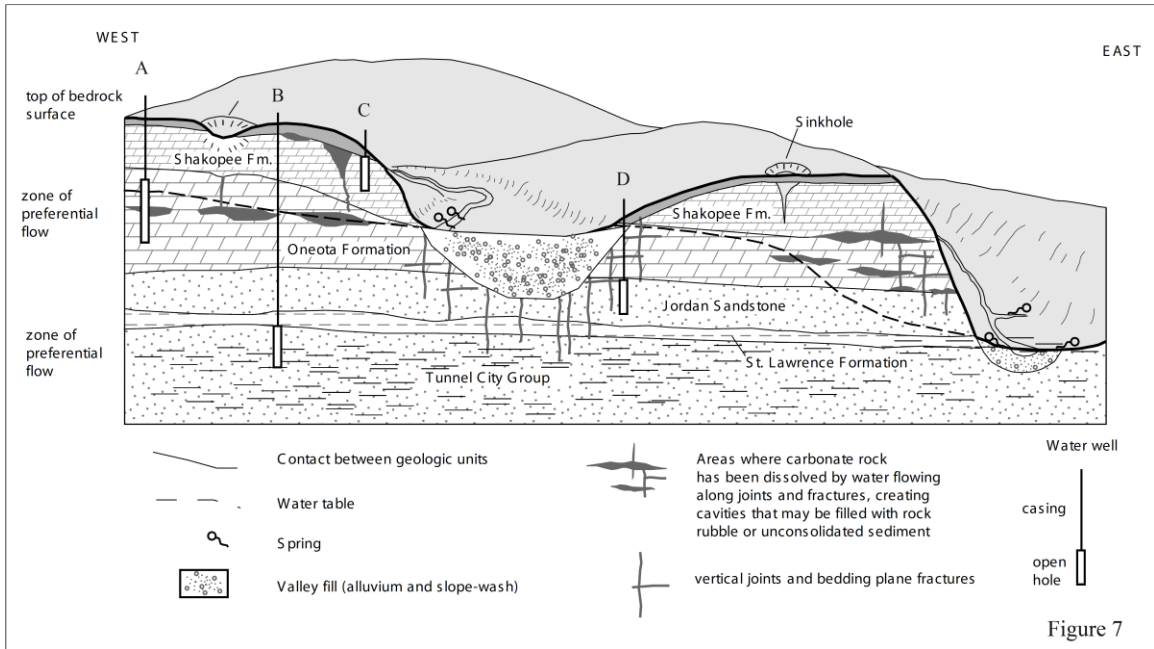 WEST
EAST
A
B
C
D
top of bedrock
surface
Sinkhole
Shakopee Fm.
Shakopee Fm.
zone of
preferential
flow
Oneota Formation
Jordan Sandstone
zone of
preferential
flow
St. Lawrence Formation
Tunnel City Group
Contact between geologic units
Water table
Spring
Valley fill (alluvium and slope-wash)
Areas where carbonate rock
has been dissolved by water flowing
along joints and fractures, creating
cavities that may be filled with rock
rubble or unconsolidated sediment
vertical joints and bedding plane fractures
Water well
casing
open
hole
Figure 7